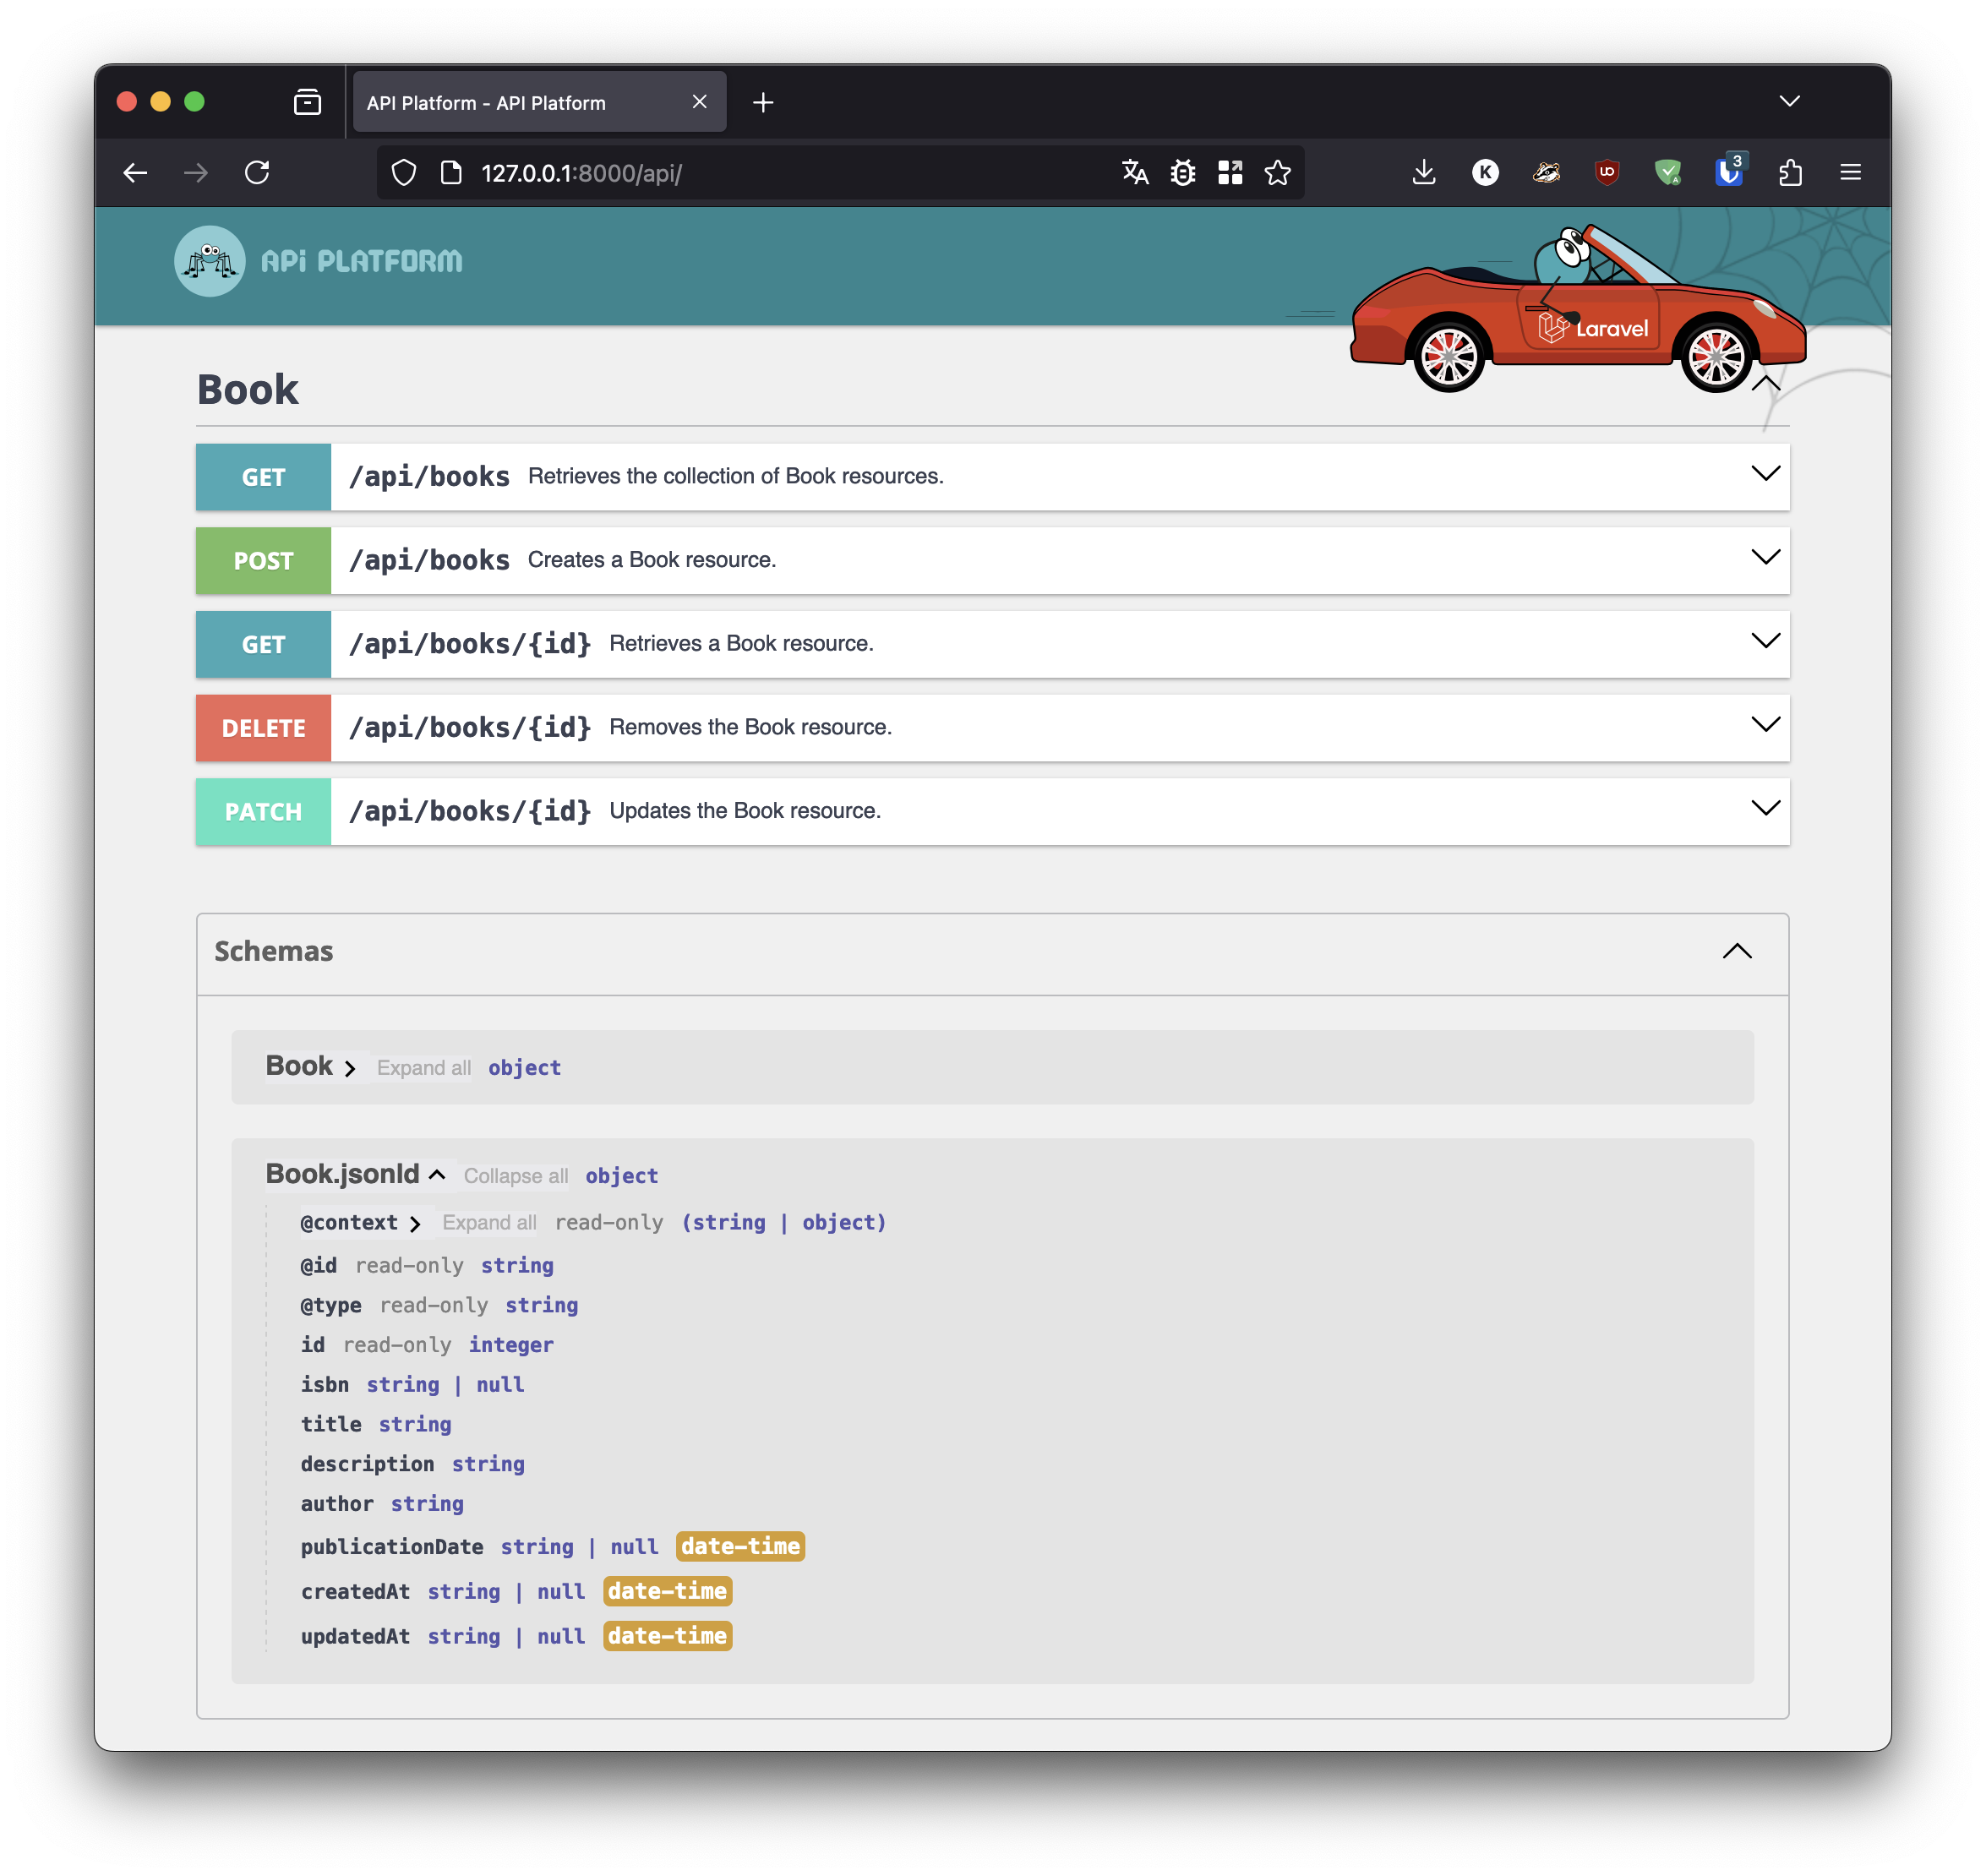 API Platform - API Platform
127.0.0.1:8000/api/
K
UO
A
3
APi PLATFORM
Laravel
Book
GET /api/books Retrieves the collection of Book resources.
POST /api/books Creates a Book resource.
GET /api/books/{id} Retrieves a Book resource.
DELETE /api/books/{id} Removes the Book resource.
PATCH /api/books/{id} Updates the Book resource.
Schemas
Book Expand all object
Book.jsonld Collapse all object
@context Expand all read-only (string | object)
@id read-only string
@type read-only string
id read-only integer
isbn string | null
title string
description string
author string
publicationDate string | null date-time
createdAt string | null date-time
updatedAt string | null date-time